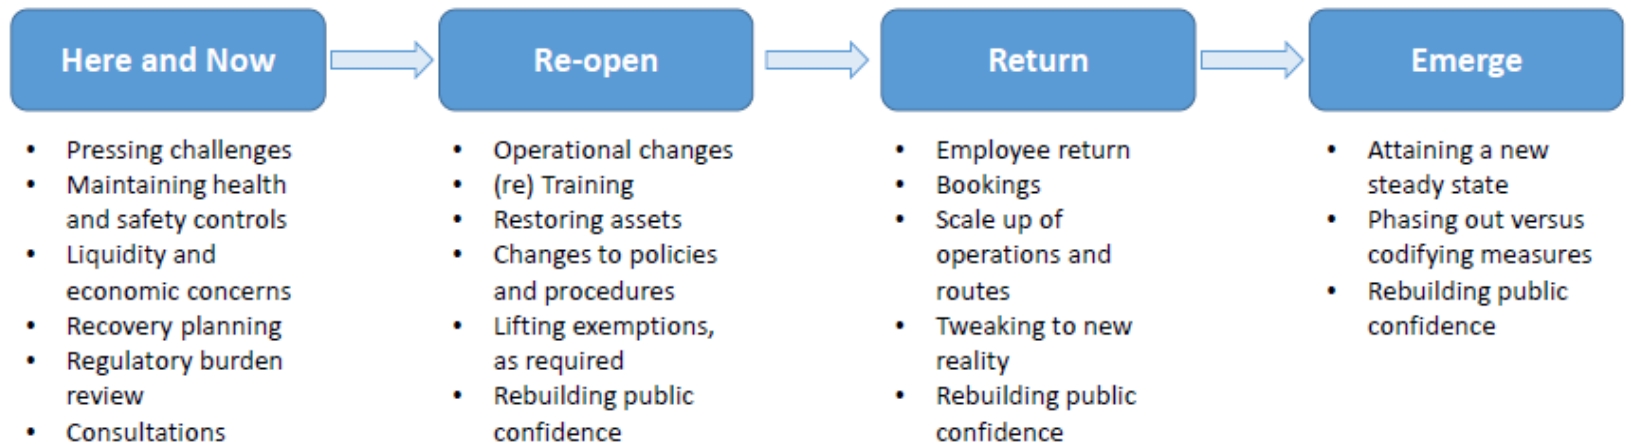 Here and Now
• Pressing challenges
• Maintaining health
and safety controls
• Liquidity and
economic concerns
• Recovery planning
• Regulatory burden
review
• Consultations
Re-open
• Operational changes
• (re) Training
• Restoring assets
• Changes to policies
and procedures
• Lifting exemptions,
as required
• Rebuilding public
confidence
Return
• Employee return
• Bookings
• Scale up of
operations and
routes
• Tweaking to new
reality
• Rebuilding public
confidence
Emerge
• Attaining a new
steady state
• Phasing out versus
codifying measures
• Rebuilding public
confidence